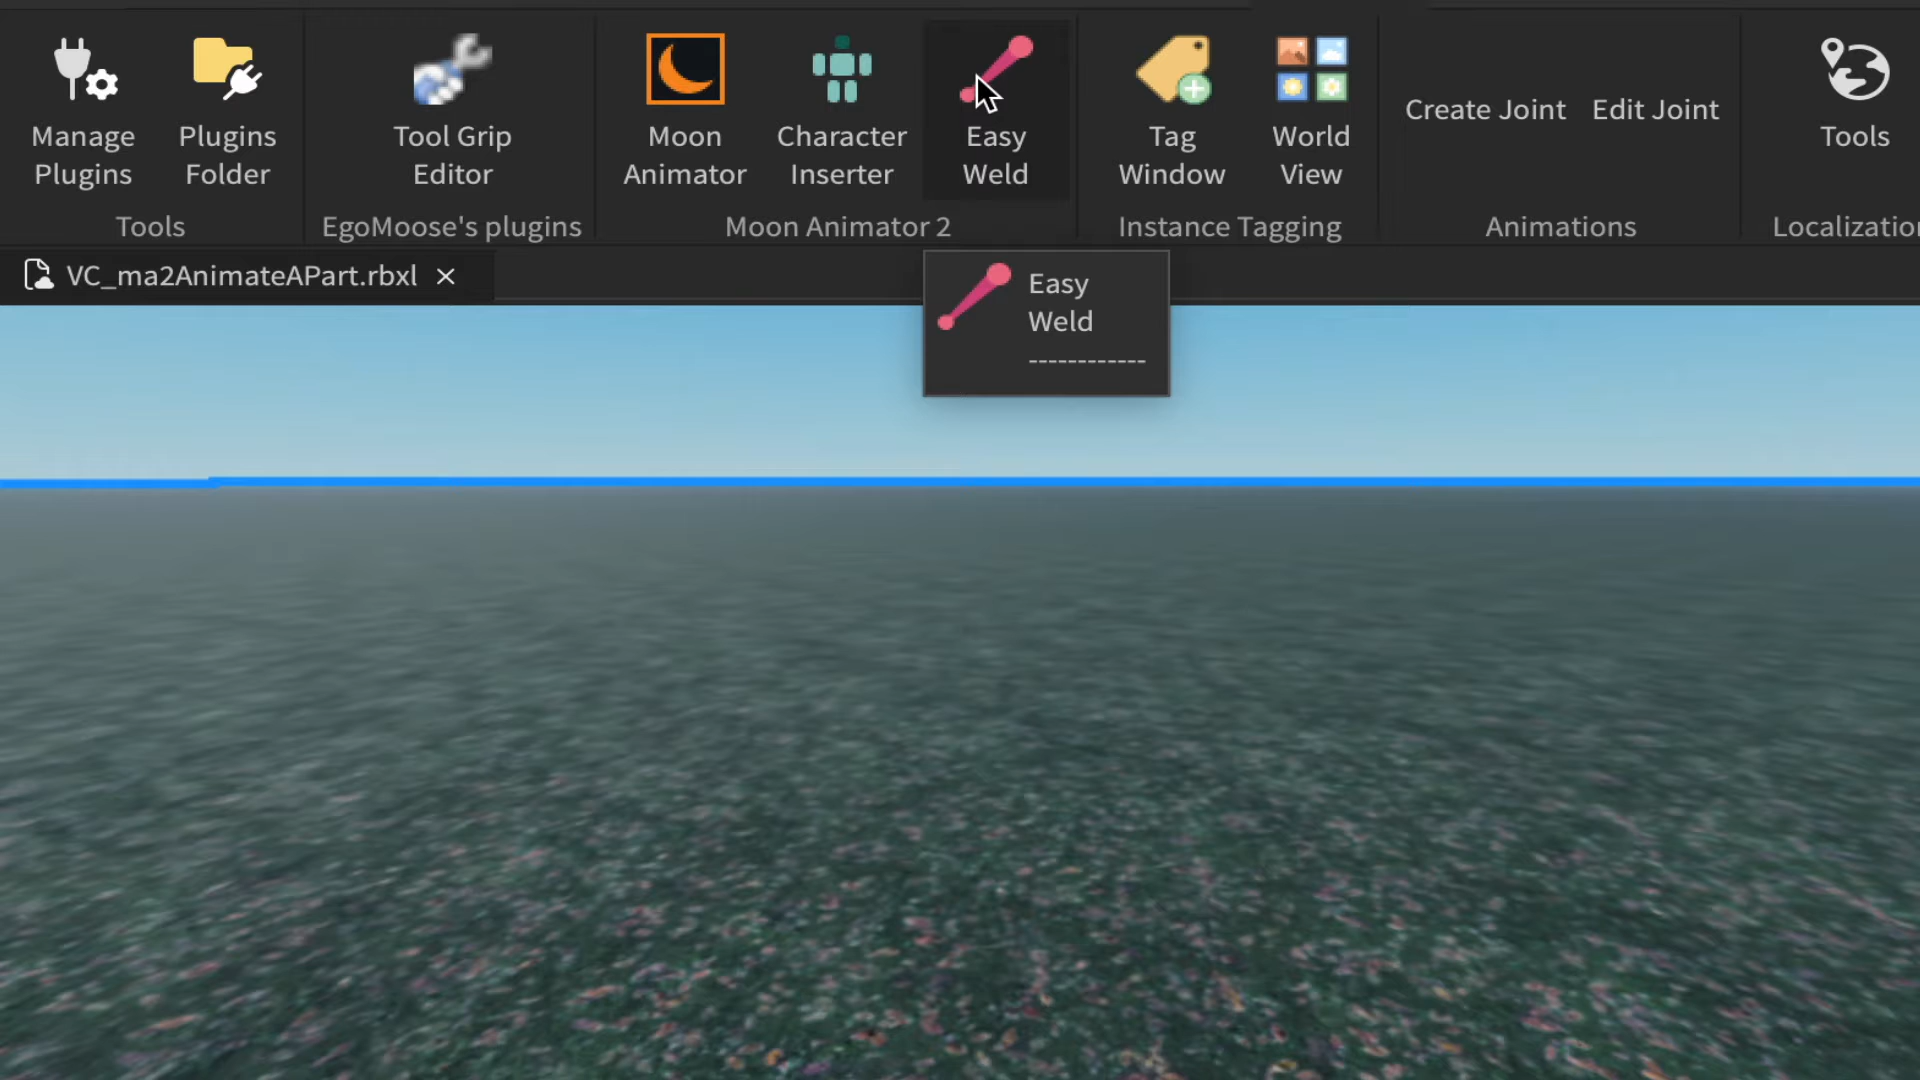 Manage
Plugins
Plugins
Folder
Tools
Tool Grip
Editor
EgoMoose's plugins
Moon
Animator
Character
Inserter
Easy
Weld
Moon Animator 2
Tag
Window
World
View
Instance Tagging
Create Joint
Edit Joint
Animations
Tools
Localization
VC_ma2AnimateAPart.rbxl
Easy
Weld
------------